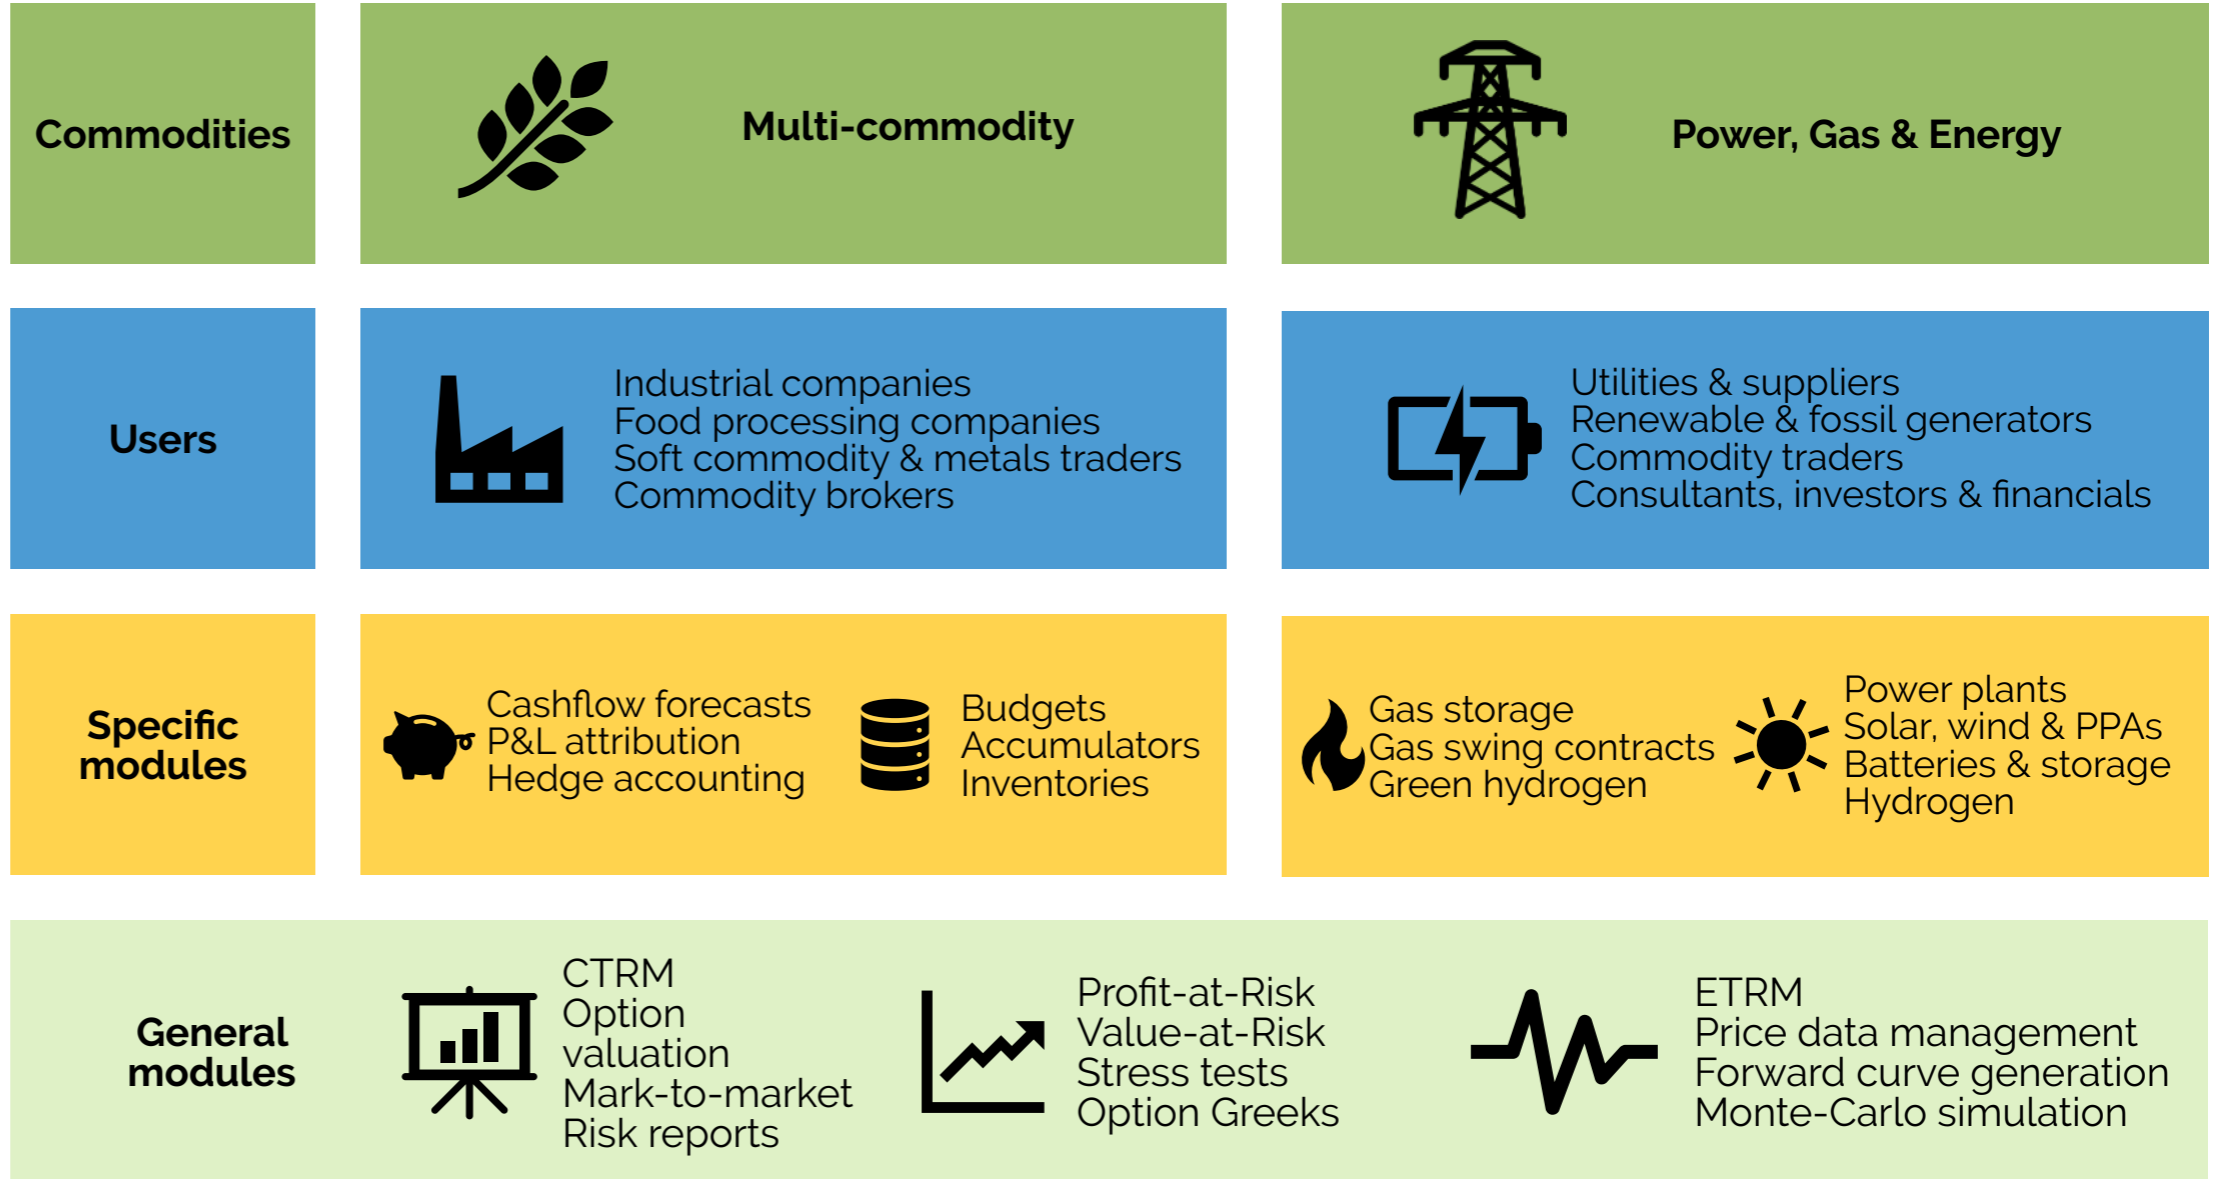 Commodities
Multi-commodity
Power, Gas & Energy
Users
Industrial companies
Food processing companies
Soft commodity & metals traders
Commodity brokers
Utilities & suppliers
Renewable & fossil generators
Commodity traders
Consultants, investors & financials
Specific
modules
Cashflow forecasts
P&L attribution
Hedge accounting
Budgets
Accumulators
Inventories
Gas storage
Gas swing contracts
Green hydrogen
Power plants
Solar, wind & PPAs
Batteries & storage
Hydrogen
General
modules
CTRM
Option
valuation
Mark-to-market
Risk reports
Profit-at-Risk
Value-at-Risk
Stress tests
Option Greeks
ETRM
Price data management
Forward curve generation
Monte-Carlo simulation